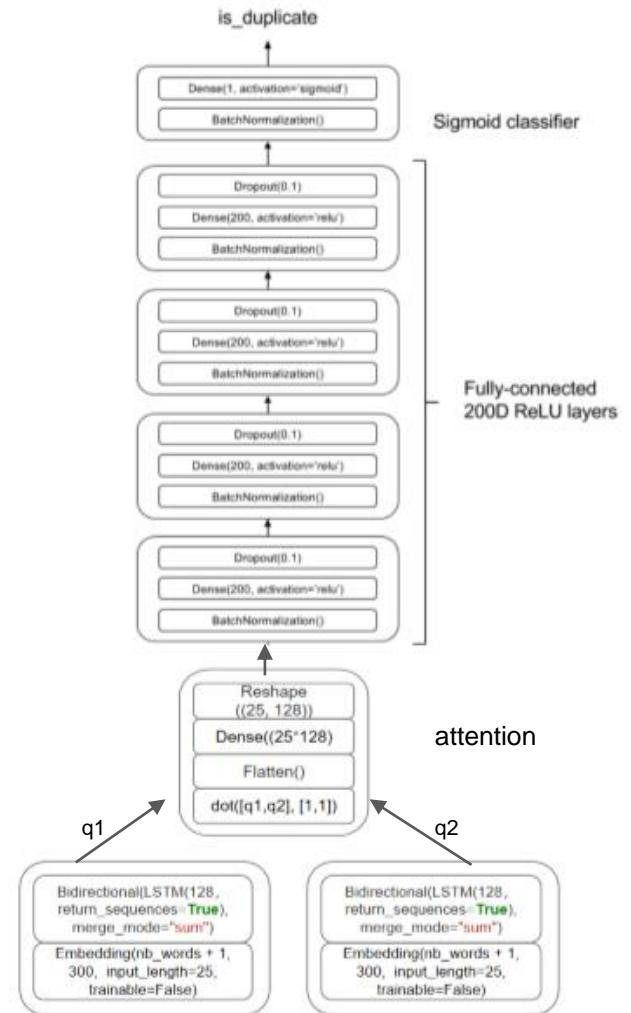 is_duplicate
Dense(1, activation='sigmoid')
BatchNormalization()
Sigmoid classifier
Dropout(0.1)
Dense(200, activation='relu')
BatchNormalization()
Dropout(0.1)
Dense(200, activation='relu')
BatchNormalization()
Fully-connected
200D ReLU layers
Dropout(0.1)
Dense(200, activation='relu')
BatchNormalization()
Dropout(0.1)
Dense(200, activation='relu')
BatchNormalization()
Reshape
((25, 128))
Dense((25*128)
attention
Flatten()
dot([q1,q2], [1,1])
q1
q2
Bidirectional(LSTM(128,
return_sequences=True),
merge_mode="sum")
Embedding(nb_words + 1,
300, input_length=25,
trainable=False)
Bidirectional(LSTM(128,
return_sequences=True),
merge_mode="sum")
Embedding(nb_words + 1,
300, input_length=25,
trainable=False)